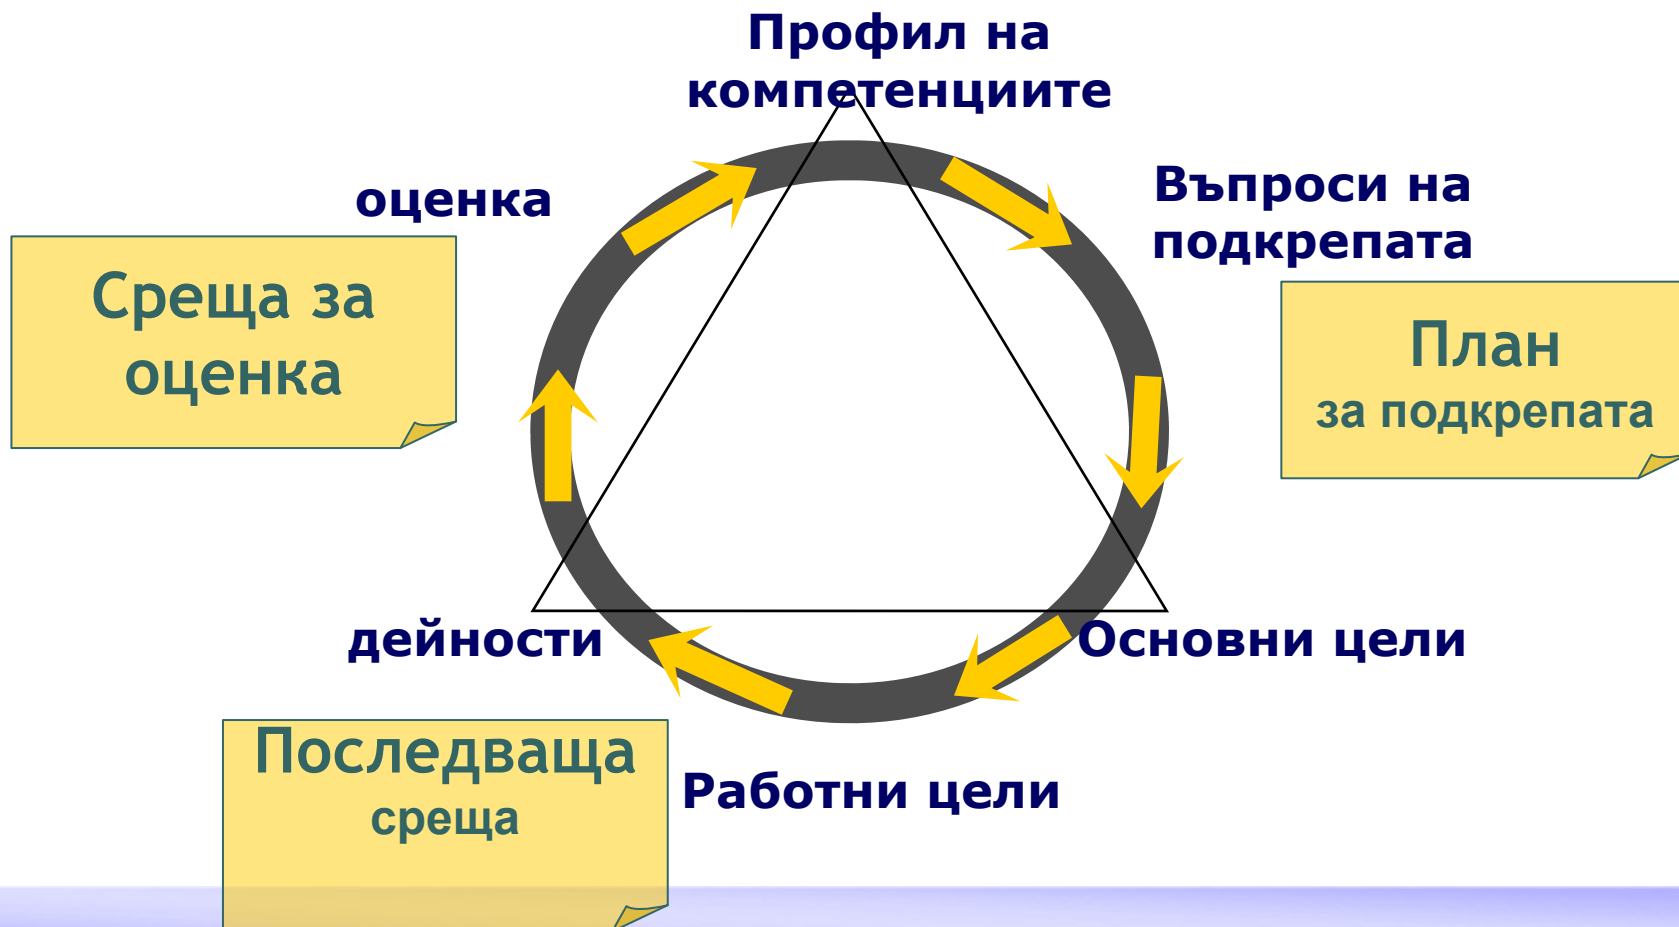 Профил на
компетенциите
оценка
Въпроси на
подкрепата
Среща за
оценка
План
за подкрепата
дейности
Основни цели
Последваща
среща
Работни цели